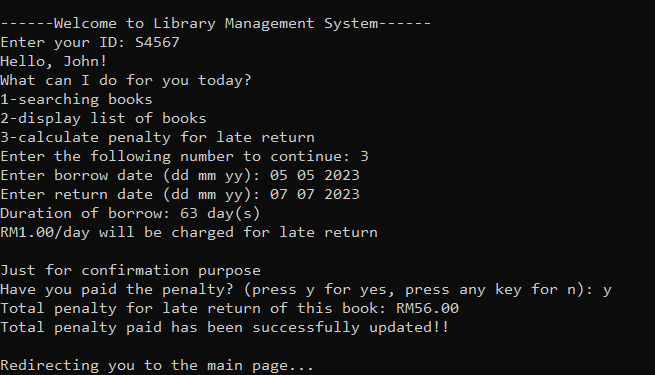 ------Welcome to Library Management System------
Enter your ID: S4567
Hello, John!
What can I do for you today?
1-searching books
2-display list of books
3-calculate penalty for late return
Enter the following number to continue: 3
Enter borrow date (dd mm yy): 05 05 2023
Enter return date (dd mm yy): 07 07 2023
Duration of borrow: 63 day(s)
RM1.00/day will be charged for late return
Just for confirmation purpose
Have you paid the penalty? (press y for yes, press any key for n): y
Total penalty for late return of this book: RM56.00
Total penalty paid has been successfully updated!!
Redirecting you to the main page...